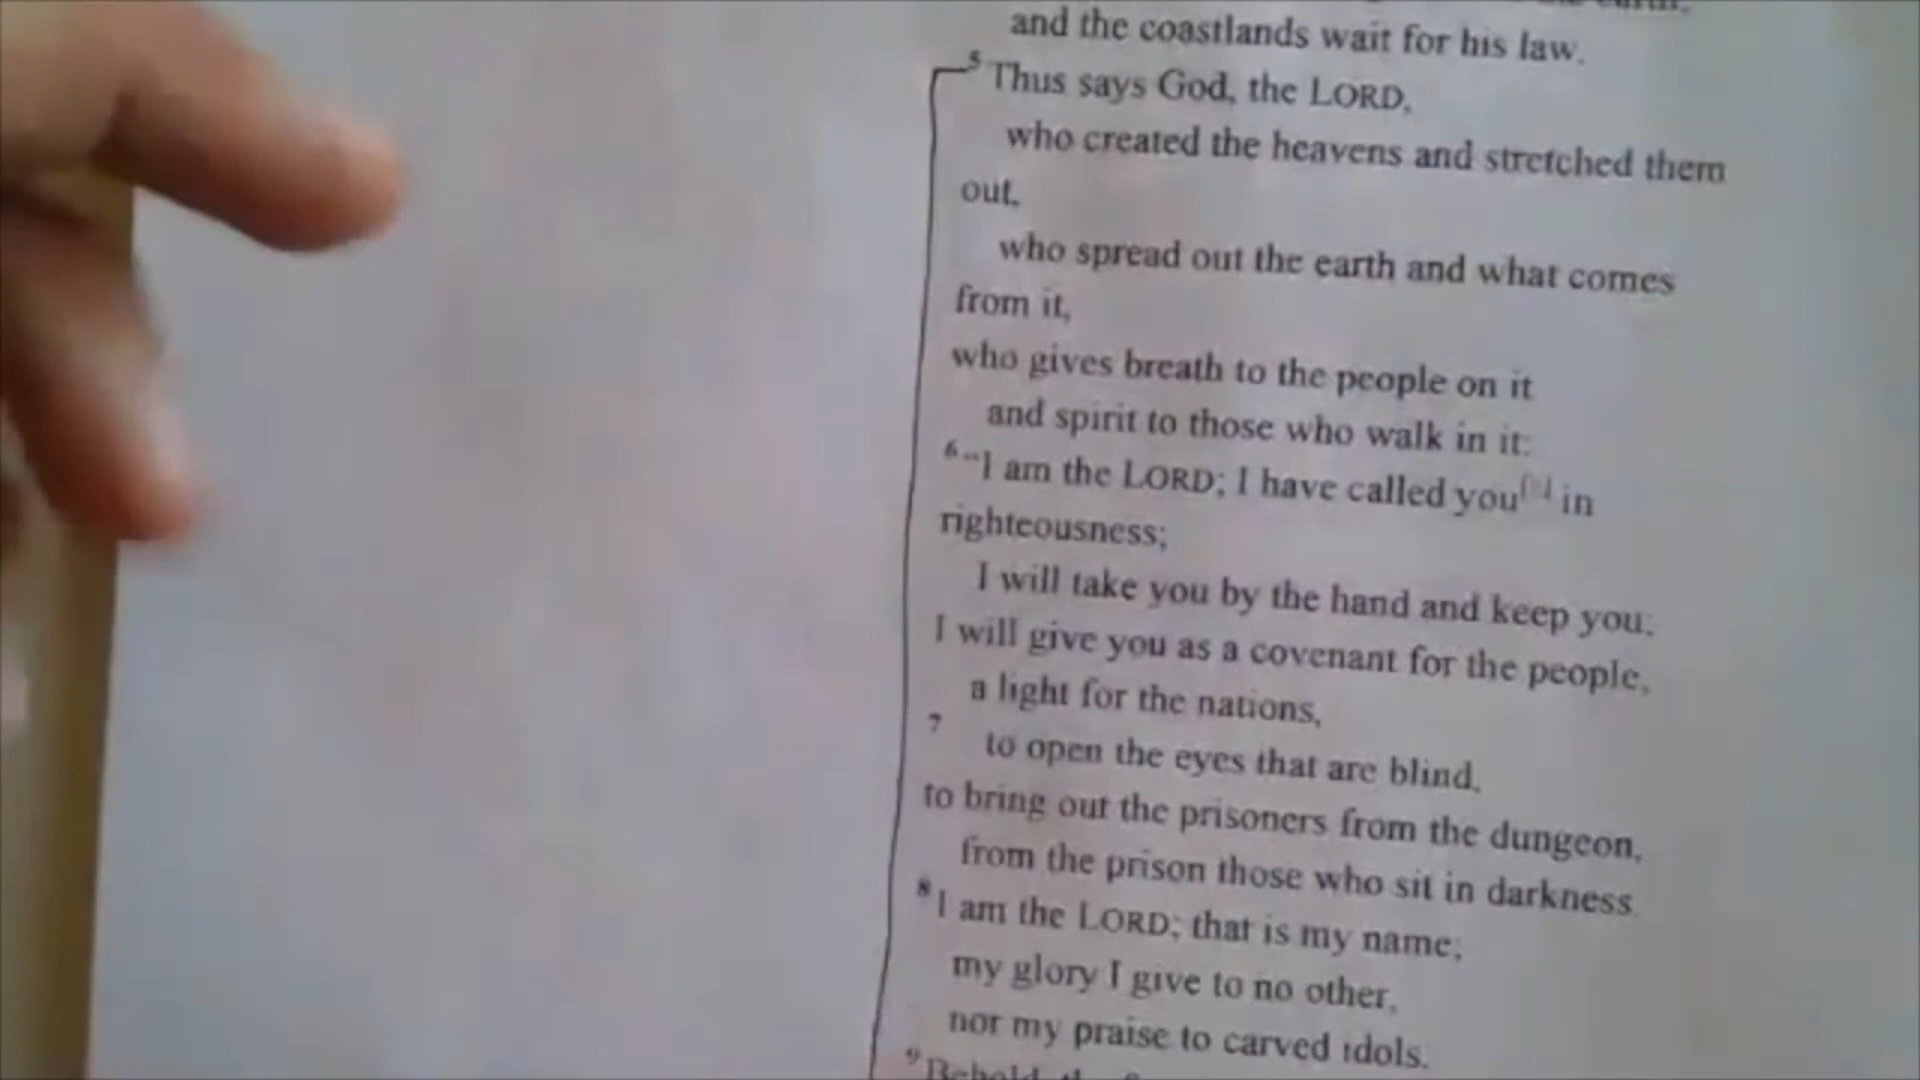 earth,
and the coastlands wait for his law.
5 Thus says God, the LORD,
who created the heavens and stretched them
out,
who spread out the earth and what comes
from it,
who gives breath to the people on it
and spirit to those who walk in it:
6 “I am the LORD; I have called you in
righteousness;
I will take you by the hand and keep you;
I will give you as a covenant for the people,
a light for the nations,
7 to open the eyes that are blind,
to bring out the prisoners from the dungeon,
from the prison those who sit in darkness.
8 I am the LORD; that is my name;
my glory I give to no other,
nor my praise to carved idols.
9 Behold,